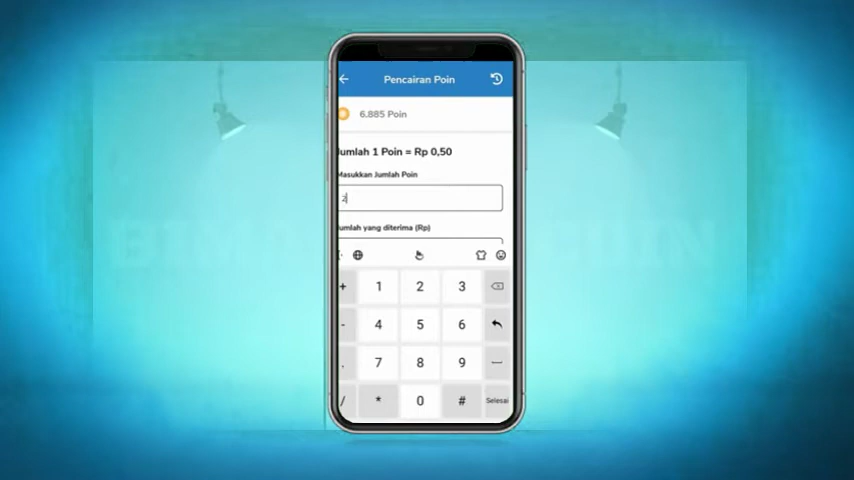 Pencairan Poin
6.885 Poin
Jumlah 1 Poin = Rp 0,50
Masukkan Jumlah Poin
2
Jumlah yang diterima (Rp)
+ 1 2 3
- 4 5 6
. 7 8 9
/ * 0 # Selesai